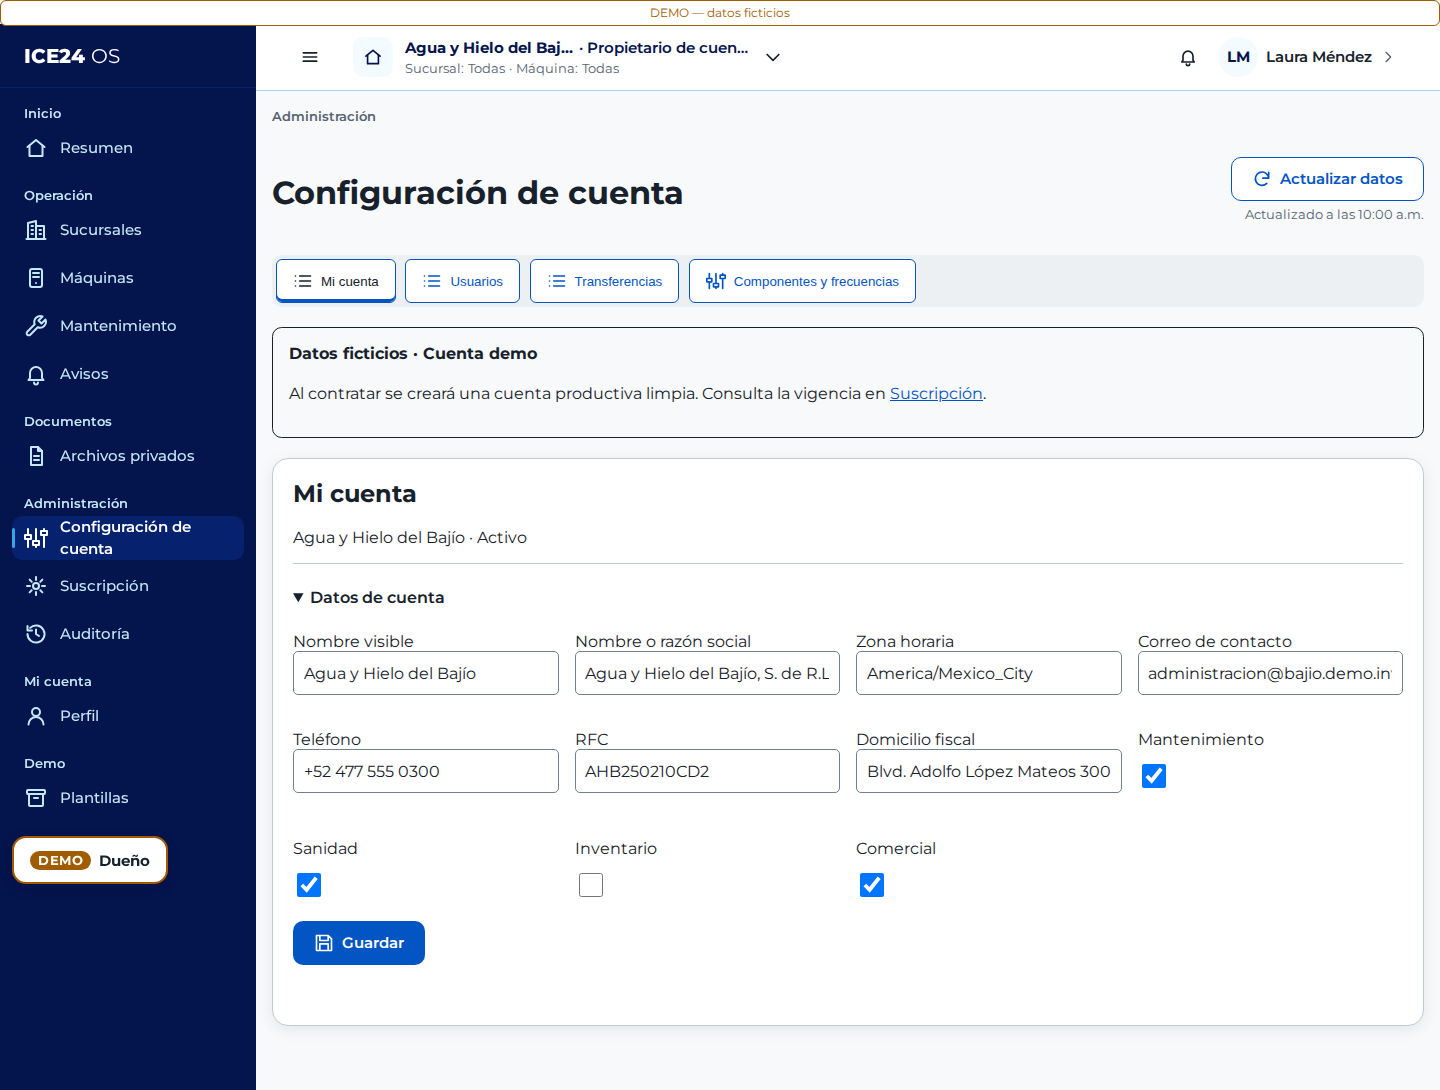 DEMO — datos ficticios
ICE24 OS
Inicio
Resumen
Operación
Sucursales
Máquinas
Mantenimiento
Avisos
Documentos
Archivos privados
Administración
Configuración de
cuenta
Suscripción
Auditoría
Mi cuenta
Perfil
Demo
Plantillas
DEMO Dueño
Agua y Hielo del Baj... · Propietario de cuen...
Sucursal: Todas · Máquina: Todas
LM Laura Méndez
Administración
Configuración de cuenta
Actualizar datos
Actualizado a las 10:00 a.m.
Mi cuenta
Usuarios
Transferencias
Componentes y frecuencias
Datos ficticios · Cuenta demo
Al contratar se creará una cuenta productiva limpia. Consulta la vigencia en Suscripción.
Mi cuenta
Agua y Hielo del Bajío · Activo
Datos de cuenta
Nombre visible
Agua y Hielo del Bajío
Nombre o razón social
Agua y Hielo del Bajío, S. de R.L
Zona horaria
America/Mexico_City
Correo de contacto
administracion@bajio.demo.in
Teléfono
+52 477 555 0300
RFC
AHB250210CD2
Domicilio fiscal
Blvd. Adolfo López Mateos 300
Mantenimiento
Sanidad
Inventario
Comercial
Guardar